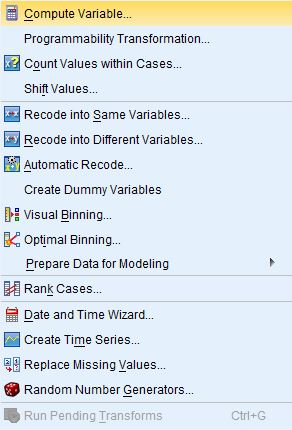 Compute Variable...
Programmability Transformation...
Count Values within Cases...
Shift Values...
Recode into Same Variables...
Recode into Different Variables...
Automatic Recode...
Create Dummy Variables
Visual Binning...
Optimal Binning...
Prepare Data for Modeling
Rank Cases...
Date and Time Wizard...
Create Time Series...
Replace Missing Values...
Random Number Generators...
Run Pending Transforms Ctrl+G